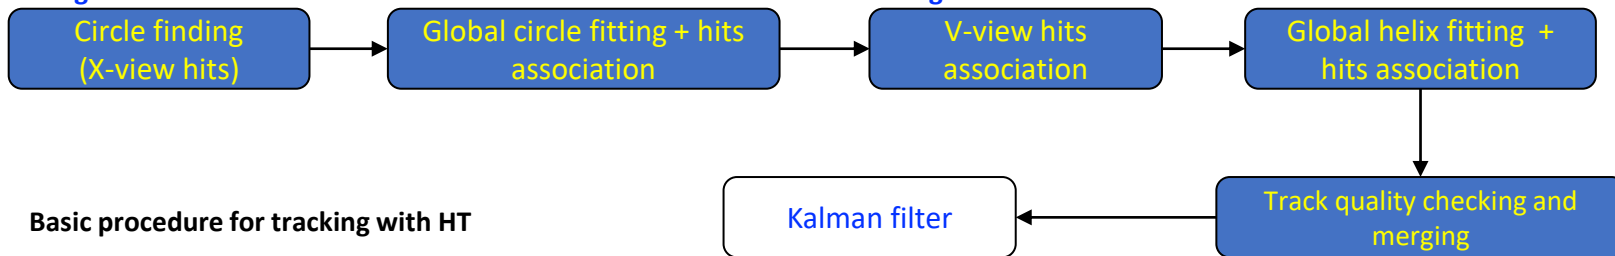 Circle finding
(X-view hits)
Global circle fitting + hits
association
V-view hits
association
Global helix fitting +
hits association
Track quality checking and
merging
Kalman filter
Basic procedure for tracking with HT